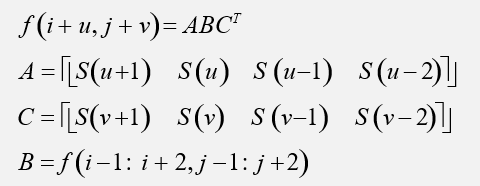 f(i+u, j+v)=ABC^T
A=⌈⌊S(u+1) S(u) S(u−1) S(u−2)⌉⌋
C=⌈⌊S(v+1) S(v) S(v−1) S(v−2)⌉⌋
B=f(i−1: i+2, j−1: j+2)